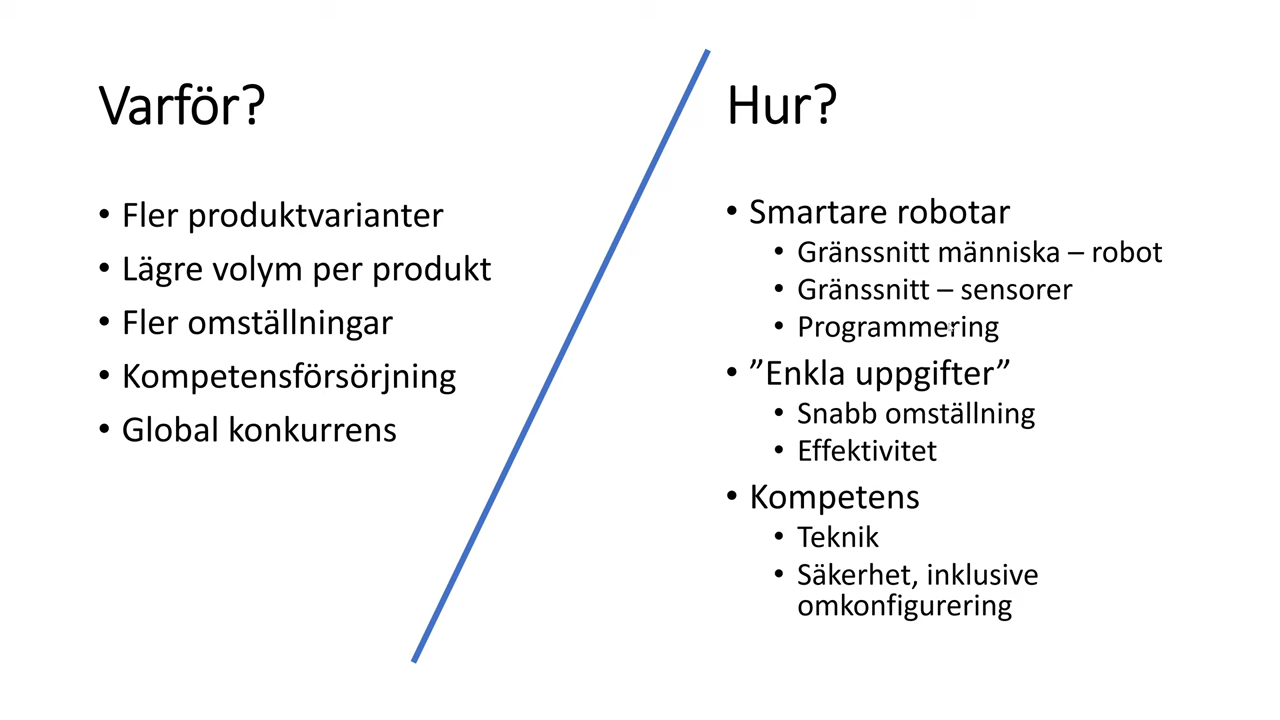 Varför?
• Fler produktvarianter
• Lägre volym per produkt
• Fler omställningar
• Kompetensförsörjning
• Global konkurrens
Hur?
• Smartare robotar
• Gränssnitt människa – robot
• Gränssnitt – sensorer
• Programmering
• ”Enkla uppgifter”
• Snabb omställning
• Effektivitet
• Kompetens
• Teknik
• Säkerhet, inklusive
omkonfigurering